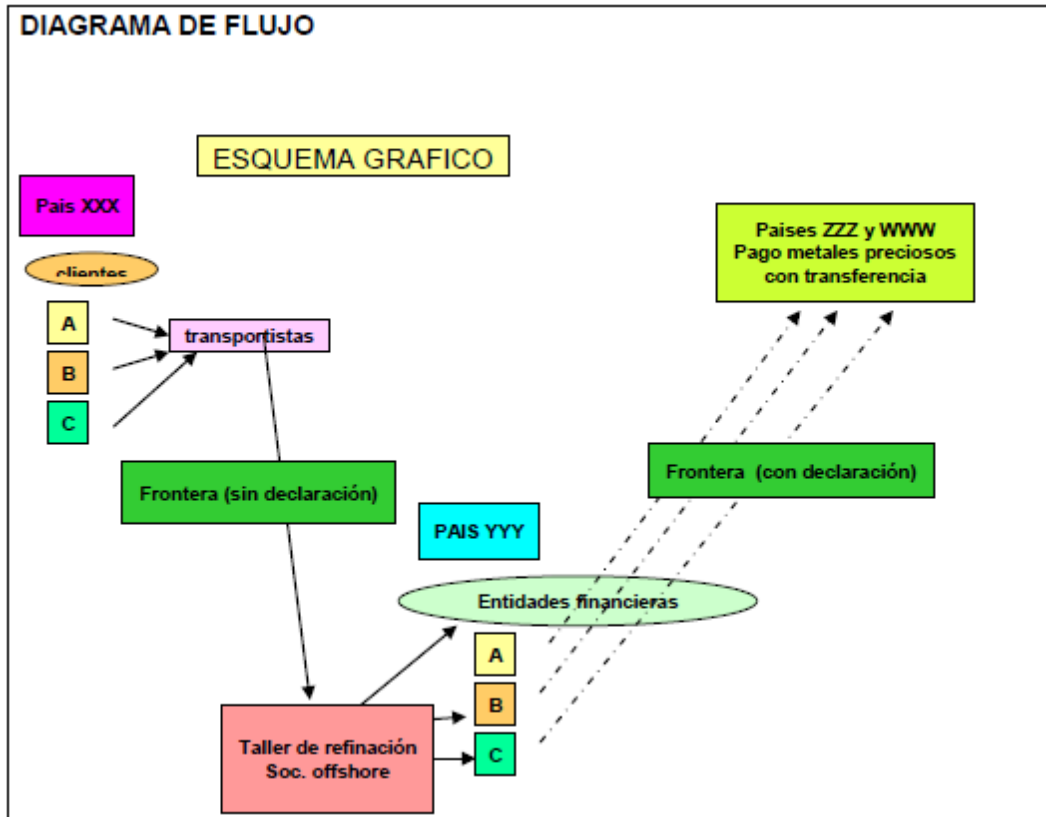 DIAGRAMA DE FLUJO
ESQUEMA GRAFICO
Pais XXX
clientes
A
B
C
transportistas
Frontera (sin declaración)
Paises ZZZ y WWW
Pago metales preciosos
con transferencia
Frontera (con declaración)
PAIS YYY
Entidades financieras
A
B
C
Taller de refinación
Soc. offshore